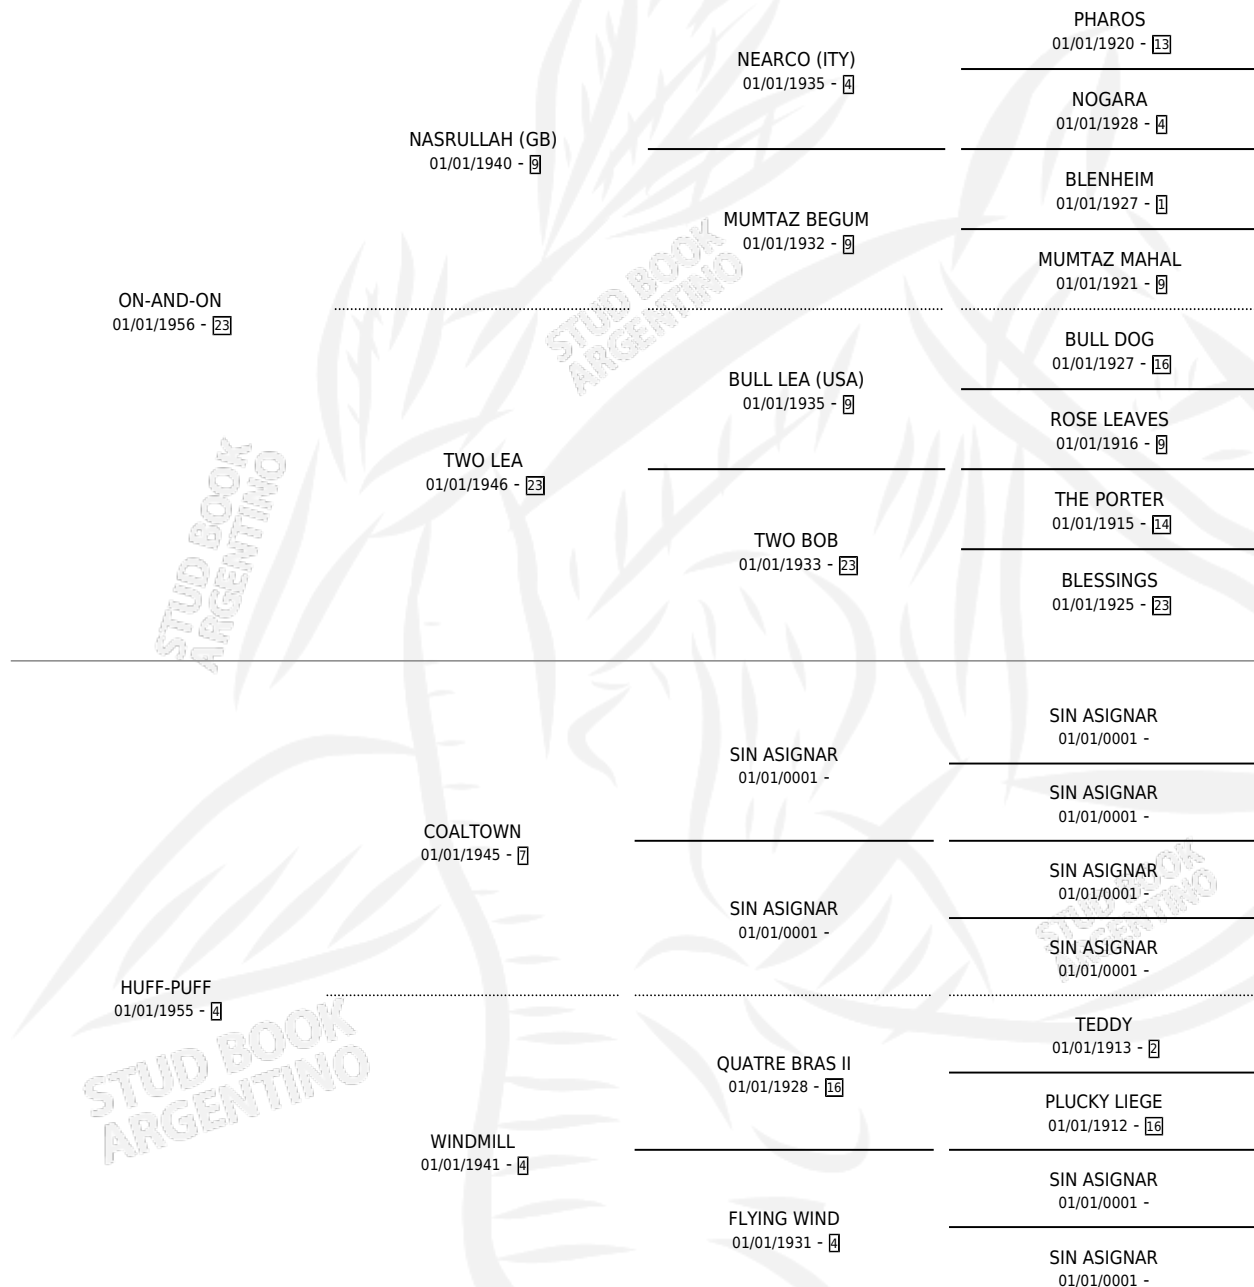 PHAROS
01/01/1920 - 13
NEARCO (ITY)
01/01/1935 - 4
NOGARA
01/01/1928 - 4
NASRULLAH (GB)
01/01/1940 - 9
BLENHEIM
01/01/1927 - 1
MUMTAZ BEGUM
01/01/1932 - 9
MUMTAZ MAHAL
01/01/1921 - 9
ON-AND-ON
01/01/1956 - 23
BULL DOG
01/01/1927 - 16
BULL LEA (USA)
01/01/1935 - 9
ROSE LEAVES
01/01/1916 - 9
TWO LEA
01/01/1946 - 23
THE PORTER
01/01/1915 - 14
TWO BOB
01/01/1933 - 23
BLESSINGS
01/01/1925 - 23
STUD BOOK
ARGENTINO
STUD BOOK
ARGENTINO
SIN ASIGNAR
01/01/0001 -
SIN ASIGNAR
01/01/0001 -
SIN ASIGNAR
01/01/0001 -
COALTOWN
01/01/1945 - 7
SIN ASIGNAR
01/01/0001 -
SIN ASIGNAR
01/01/0001 -
SIN ASIGNAR
01/01/0001 -
HUFF-PUFF
01/01/1955 - 4
TEDDY
01/01/1913 - 2
QUATRE BRAS II
01/01/1928 - 16
PLUCKY LIEGE
01/01/1912 - 16
WINDMILL
01/01/1941 - 4
SIN ASIGNAR
01/01/0001 -
FLYING WIND
01/01/1931 - 4
SIN ASIGNAR
01/01/0001 -
STUD BOOK
ARGENTINO
STUD BOOK
ARGENTINO